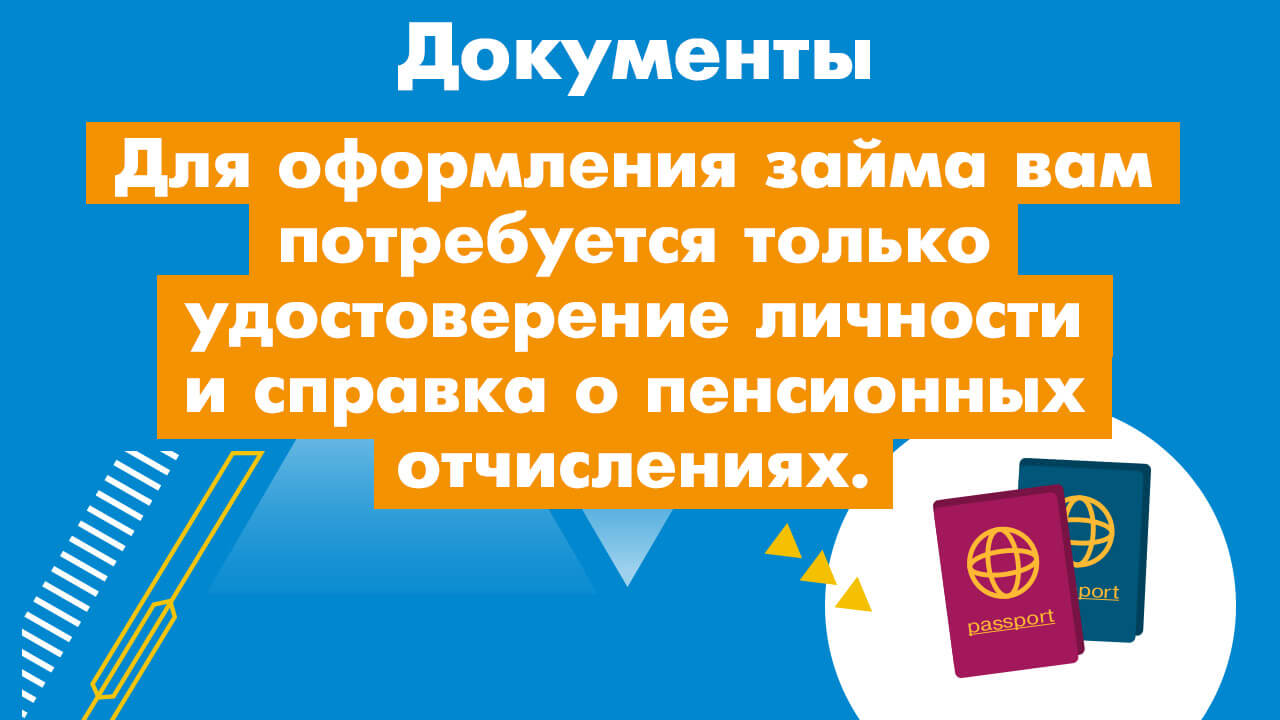 Документы
Для оформления займа вам
потребуется только
удостоверение личности
и справка о пенсионных
отчислениях.
passport
port